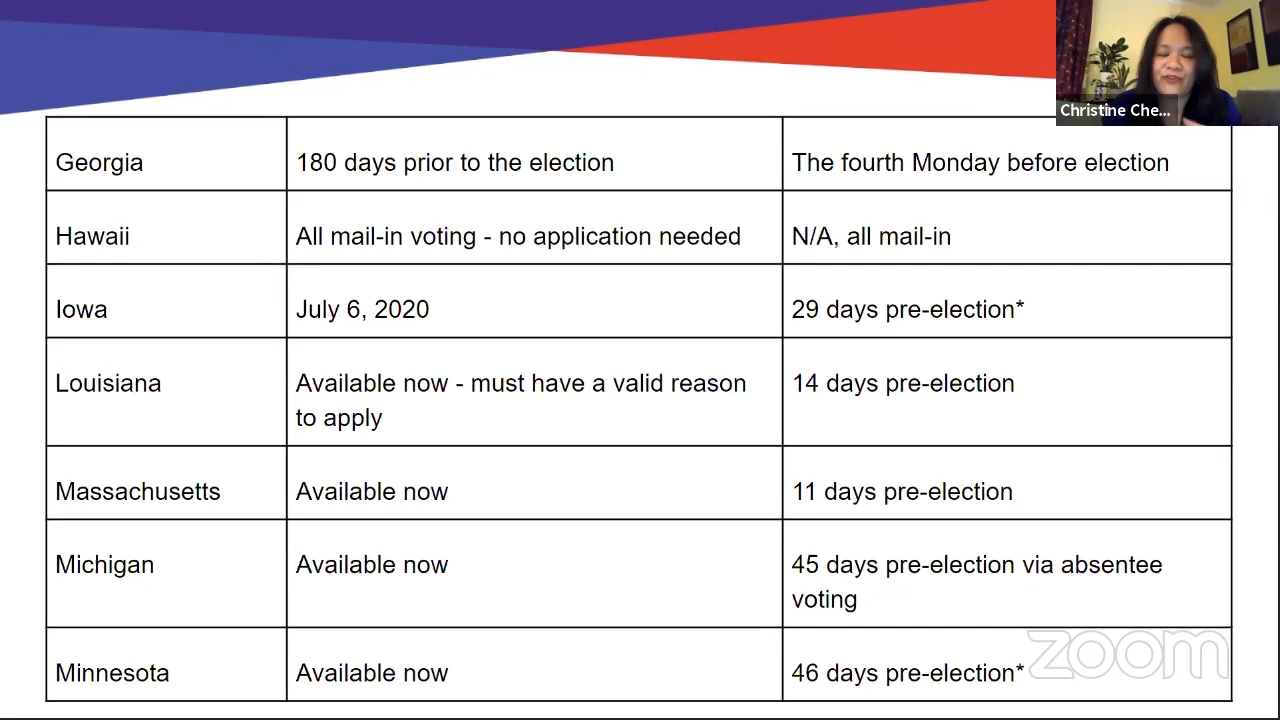 Christine Che...
Georgia
180 days prior to the election
The fourth Monday before election
Hawaii
All mail-in voting - no application needed
N/A, all mail-in
Iowa
July 6, 2020
29 days pre-election*
Louisiana
Available now - must have a valid reason
to apply
14 days pre-election
Massachusetts
Available now
11 days pre-election
Michigan
Available now
45 days pre-election via absentee
voting
Minnesota
Available now
46 days pre-election*
zoom